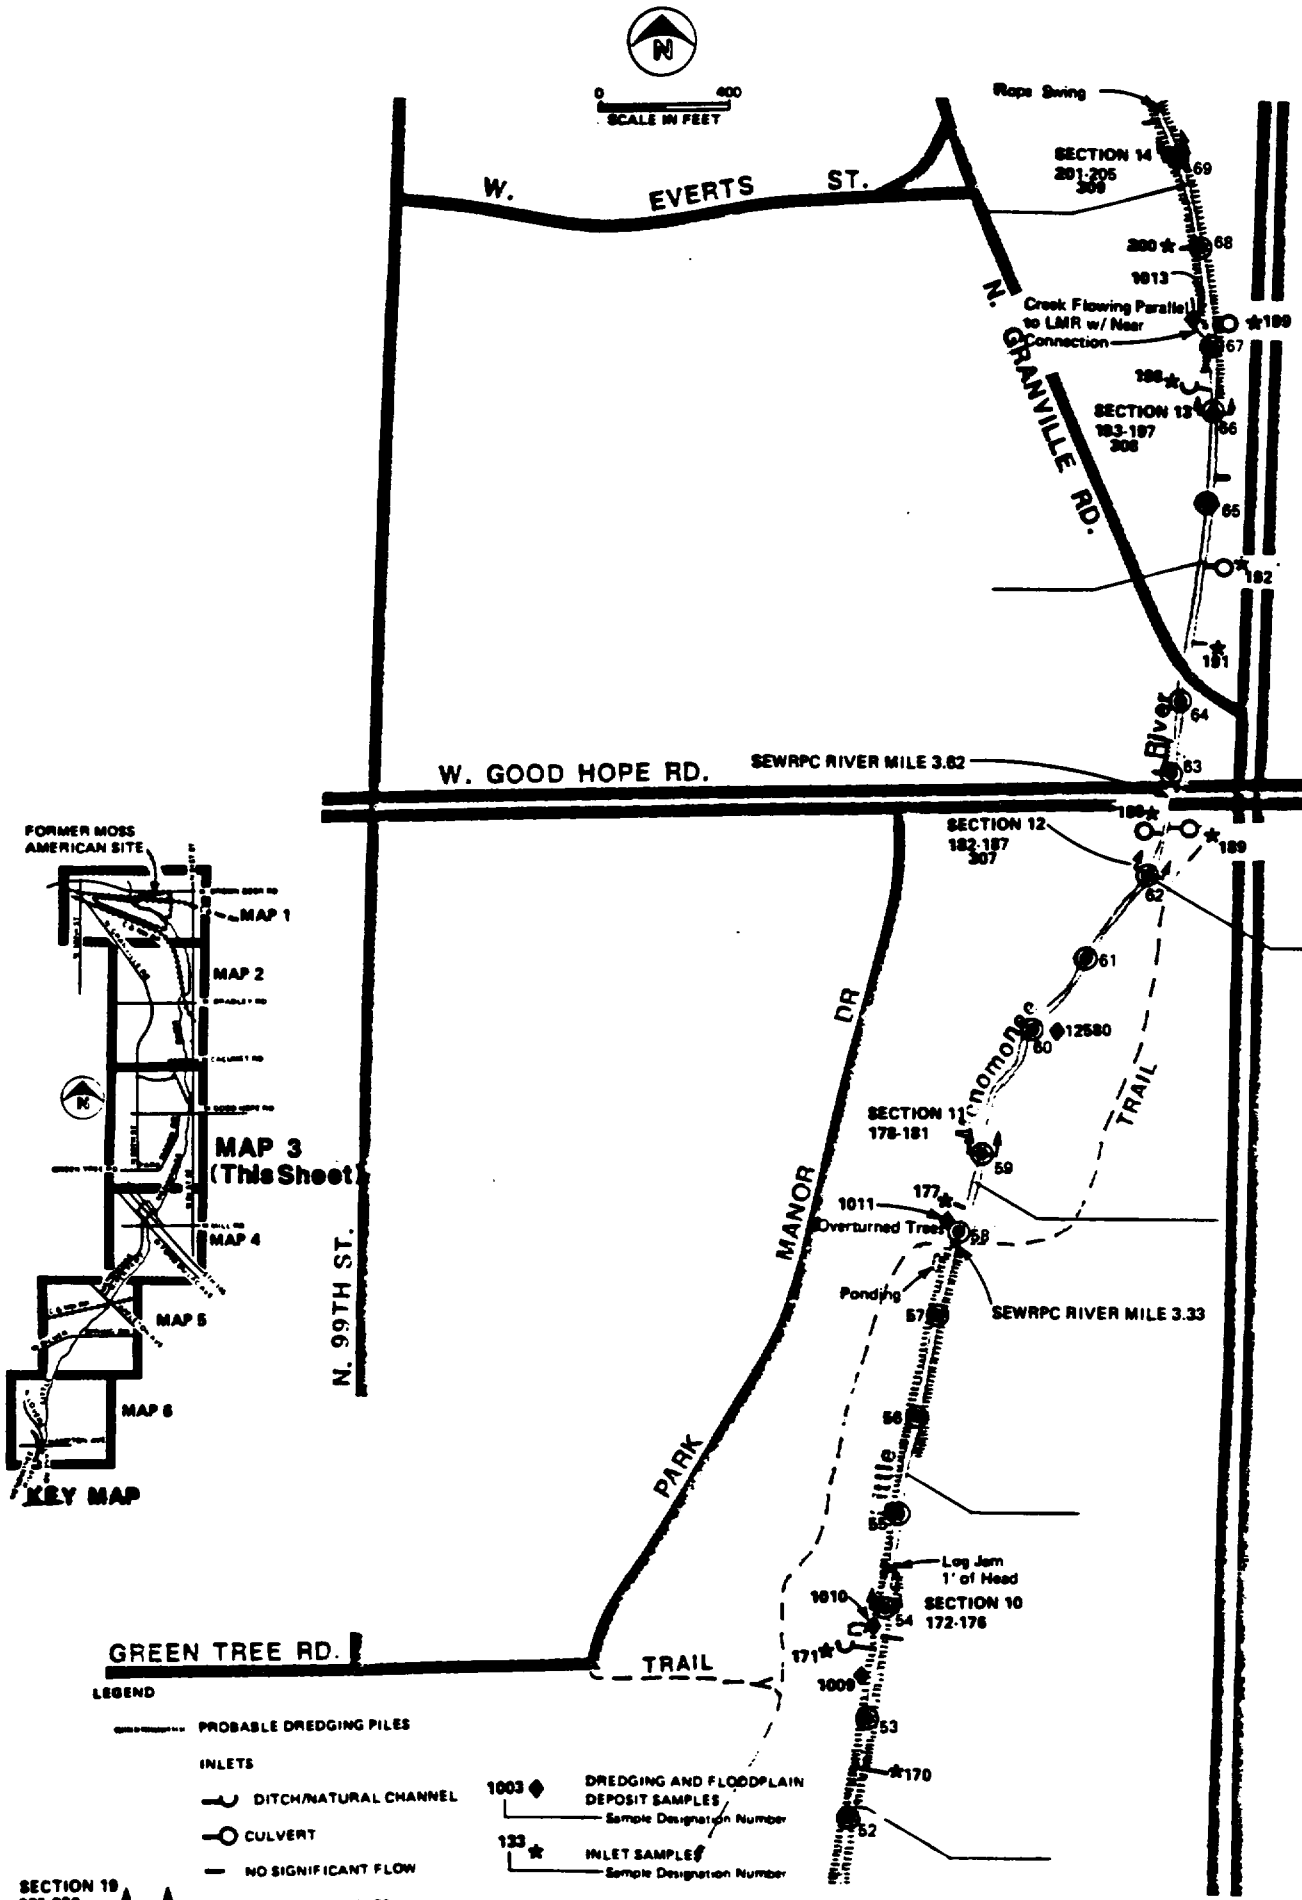 N
0 400
SCALE IN FEET
Rope Swing
SECTION 14
201-205
309
69
W. EVERTS ST.
200
68
1013
N. GRANVILLE RD.
Creek Flowing Parallel
to LMR w/ Near
Connection
199
67
198
SECTION 13
193-197
308
66
65
192
191
River
64
63
W. GOOD HOPE RD.
SEWRPC RIVER MILE 3.62
188
189
SECTION 12
182-187
307
62
61
60
12580
FORMER MOSS
AMERICAN SITE
MAP 1
MAP 2
MAP 3
(This Sheet)
MAP 4
MAP 5
MAP 6
KEY MAP
N
PARK MANOR DR
TRAIL
SECTION 11
178-181
59
177
1011
Overturned Trees
58
Ponding
57
SEWRPC RIVER MILE 3.33
N. 99TH ST.
56
ittle
55
Log Jam
1' of Head
1010
SECTION 10
172-176
54
171
1009
GREEN TREE RD.
TRAIL
53
170
52
LEGEND
PROBABLE DREDGING PILES
INLETS
DITCH/NATURAL CHANNEL
CULVERT
NO SIGNIFICANT FLOW
1003 DREDGING AND FLOODPLAIN
DEPOSIT SAMPLES
Sample Designation Number
133 INLET SAMPLES
Sample Designation Number
SECTION 19